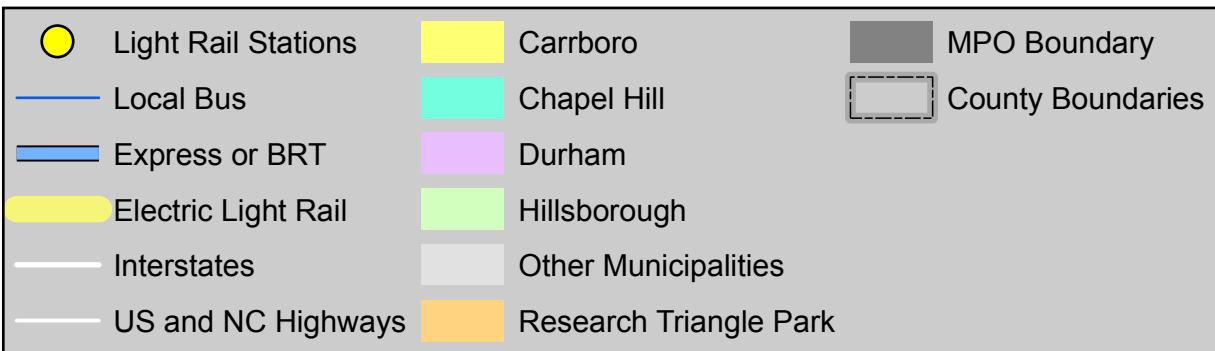 Light Rail Stations
Local Bus
Express or BRT
Electric Light Rail
Interstates
US and NC Highways
Carrboro
Chapel Hill
Durham
Hillsborough
Other Municipalities
Research Triangle Park
MPO Boundary
County Boundaries